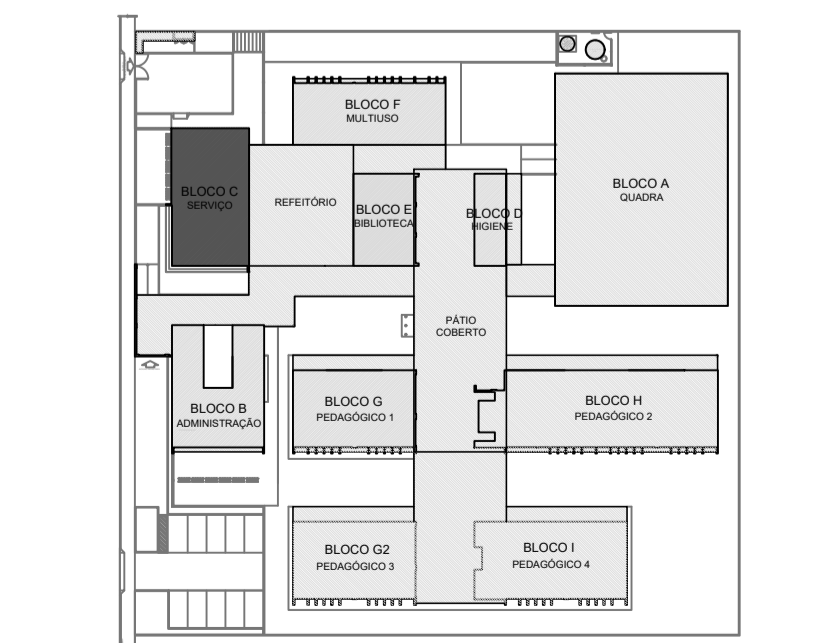 BLOCO F
MULTIUSO
BLOCO A
QUADRA
BLOCO C
SERVIÇO
REFEITÓRIO
BLOCO E
BIBLIOTECA
BLOCO D
HIGIENE
PÁTIO
COBERTO
BLOCO B
ADMINISTRAÇÃO
BLOCO G
PEDAGÓGICO 1
BLOCO H
PEDAGÓGICO 2
BLOCO G2
PEDAGÓGICO 3
BLOCO I
PEDAGÓGICO 4